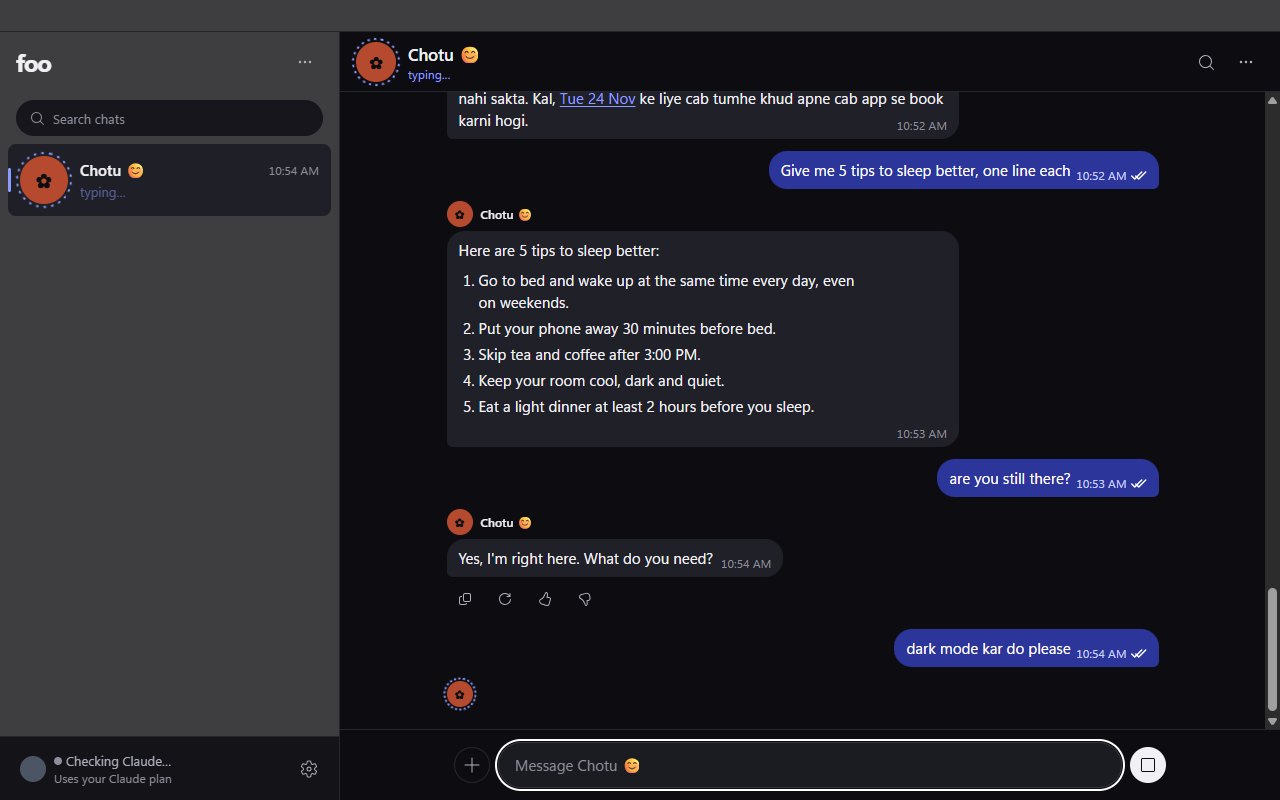 foo
Search chats
Chotu 😊
10:54 AM
typing...
Checking Claude...
Uses your Claude plan
Chotu 😊
typing...
nahi sakta. Kal, Tue 24 Nov ke liye cab tumhe khud apne cab app se book
karni hogi.
10:52 AM
Give me 5 tips to sleep better, one line each 10:52 AM
Chotu 😊
Here are 5 tips to sleep better:
1. Go to bed and wake up at the same time every day, even
on weekends.
2. Put your phone away 30 minutes before bed.
3. Skip tea and coffee after 3:00 PM.
4. Keep your room cool, dark and quiet.
5. Eat a light dinner at least 2 hours before you sleep.
10:53 AM
are you still there? 10:53 AM
Chotu 😊
Yes, I'm right here. What do you need? 10:54 AM
dark mode kar do please 10:54 AM
Message Chotu 😊